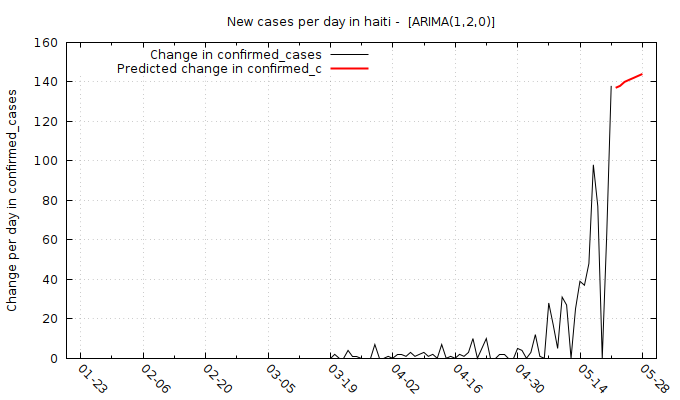 New cases per day in haiti -  [ARIMA(1,2,0)]
Change in confirmed_cases
Predicted change in confirmed_c
Change per day in confirmed_cases
160
140
120
100
80
60
40
20
0
01-23 02-06 02-20 03-05 03-19 04-02 04-16 04-30 05-14 05-28